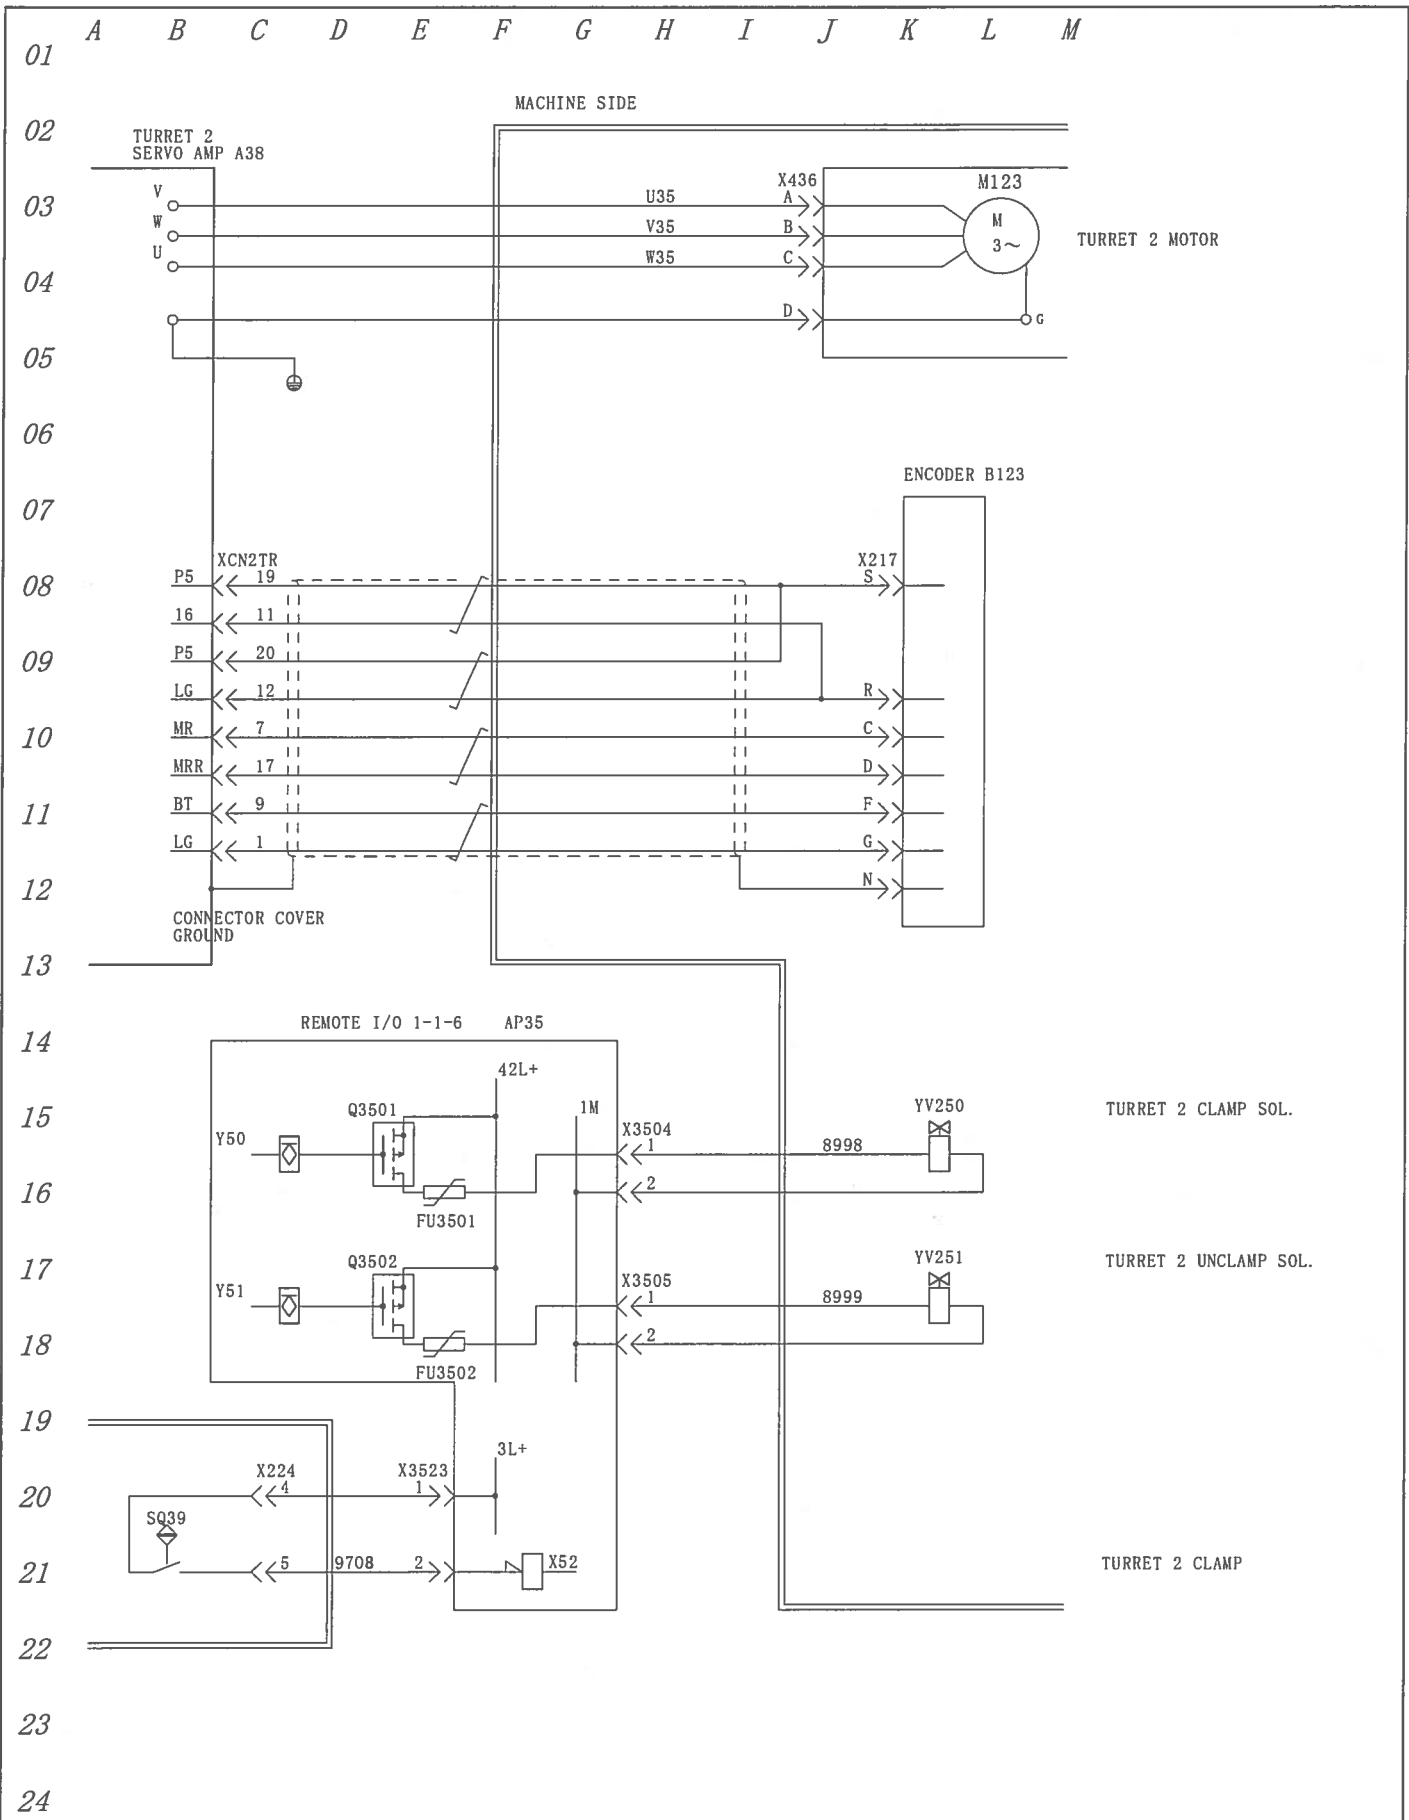 A B C D E F G H I J K L M
01
MACHINE SIDE
02
TURRET 2
SERVO AMP A38
X436
M123
03
V
U35
A
M
3~
W
V35
B
TURRET 2 MOTOR
U
W35
C
04
D
G
05
06
ENCODER B123
07
XCN2TR
X217
08
P5
19
S
16
11
09
P5
20
LG
12
R
10
MR
7
C
MRR
17
D
11
BT
9
F
LG
1
G
12
N
CONNECTOR COVER
GROUND
13
REMOTE I/O 1-1-6 AP35
14
42L+
15
Q3501
1M
YV250
TURRET 2 CLAMP SOL.
X3504
Y50
1
8998
16
2
FU3501
17
Q3502
YV251
TURRET 2 UNCLAMP SOL.
X3505
Y51
1
8999
18
2
FU3502
19
3L+
X224
X3523
20
4
1
SQ39
21
5
9708
2
X52
TURRET 2 CLAMP
22
23
24